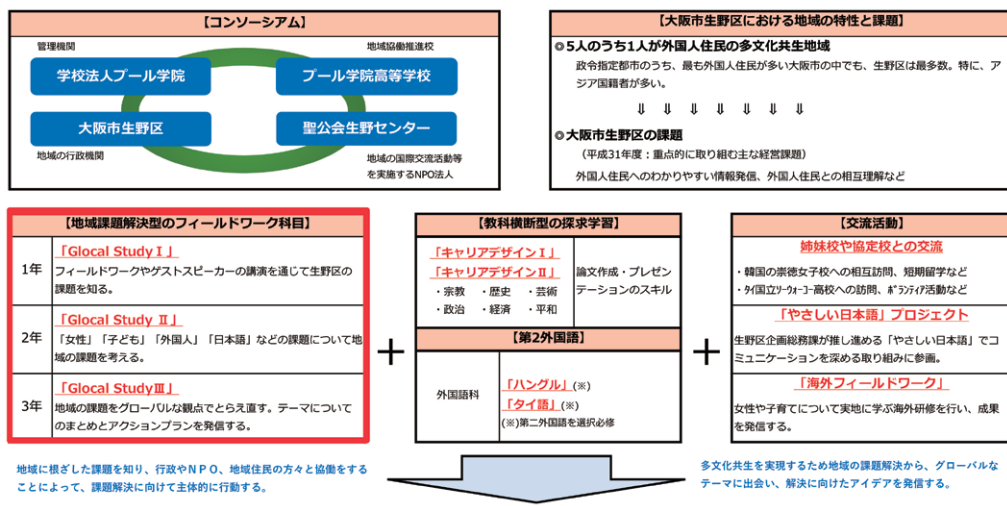 【コンソーシアム】
管理機関
地域協働推進校
学校法人プール学院
プール学院高等学校
大阪市生野区
聖公会生野センター
地域の行政機関
地域の国際交流活動等
を実施するNPO法人
【大阪市生野区における地域の特性と課題】
◎5人のうち1人が外国人住民の多文化共生地域
政令指定都市のうち、最も外国人住民が多い大阪市の中でも、生野区は最多数。特に、ア
ジア国籍者が多い。
⇓ ⇓ ⇓ ⇓ ⇓ ⇓ ⇓
◎大阪市生野区の課題
（平成31年度：重点的に取り組む主な経営課題）
外国人住民へのわかりやすい情報発信、外国人住民との相互理解など
【地域課題解決型のフィールドワーク科目】
1年
「Glocal StudyⅠ」
フィールドワークやゲストスピーカーの講演を通じて生野区の
課題を知る。
2年
「Glocal Study Ⅱ」
「女性」「子ども」「外国人」「日本語」などの課題について地
域の課題を考える。
3年
「Glocal StudyⅢ」
地域の課題をグローバルな観点でとらえ直す。テーマについて
のまとめとアクションプランを発信する。
+
【教科横断型の探求学習】
「キャリアデザインⅠ」
「キャリアデザインⅡ」
・宗教 ・歴史 ・芸術
・政治 ・経済 ・平和
論文作成・プレゼン
テーションのスキル
【第2外国語】
外国語科
「ハングル」(※)
「タイ語」(※)
(※)第二外国語を選択必修
+
【交流活動】
姉妹校や協定校との交流
・韓国の崇徳女子校への相互訪問、短期留学など
・タイ国立リーウォーコー高校への訪問、ボランティア活動など
「やさしい日本語」プロジェクト
生野区企画総務課が推し進める「やさしい日本語」でコ
ミュニケーションを深める取り組みに参画。
「海外フィールドワーク」
女性や子育てについて実地に学ぶ海外研修を行い、成果
を発信する。
地域に根ざした課題を知り、行政やＮＰＯ、地域住民の方々と協働をする
ことによって、課題解決に向けて主体的に行動する。
多文化共生を実現するため地域の課題解決から、グローバルな
テーマに出会い、解決に向けたアイデアを発信する。